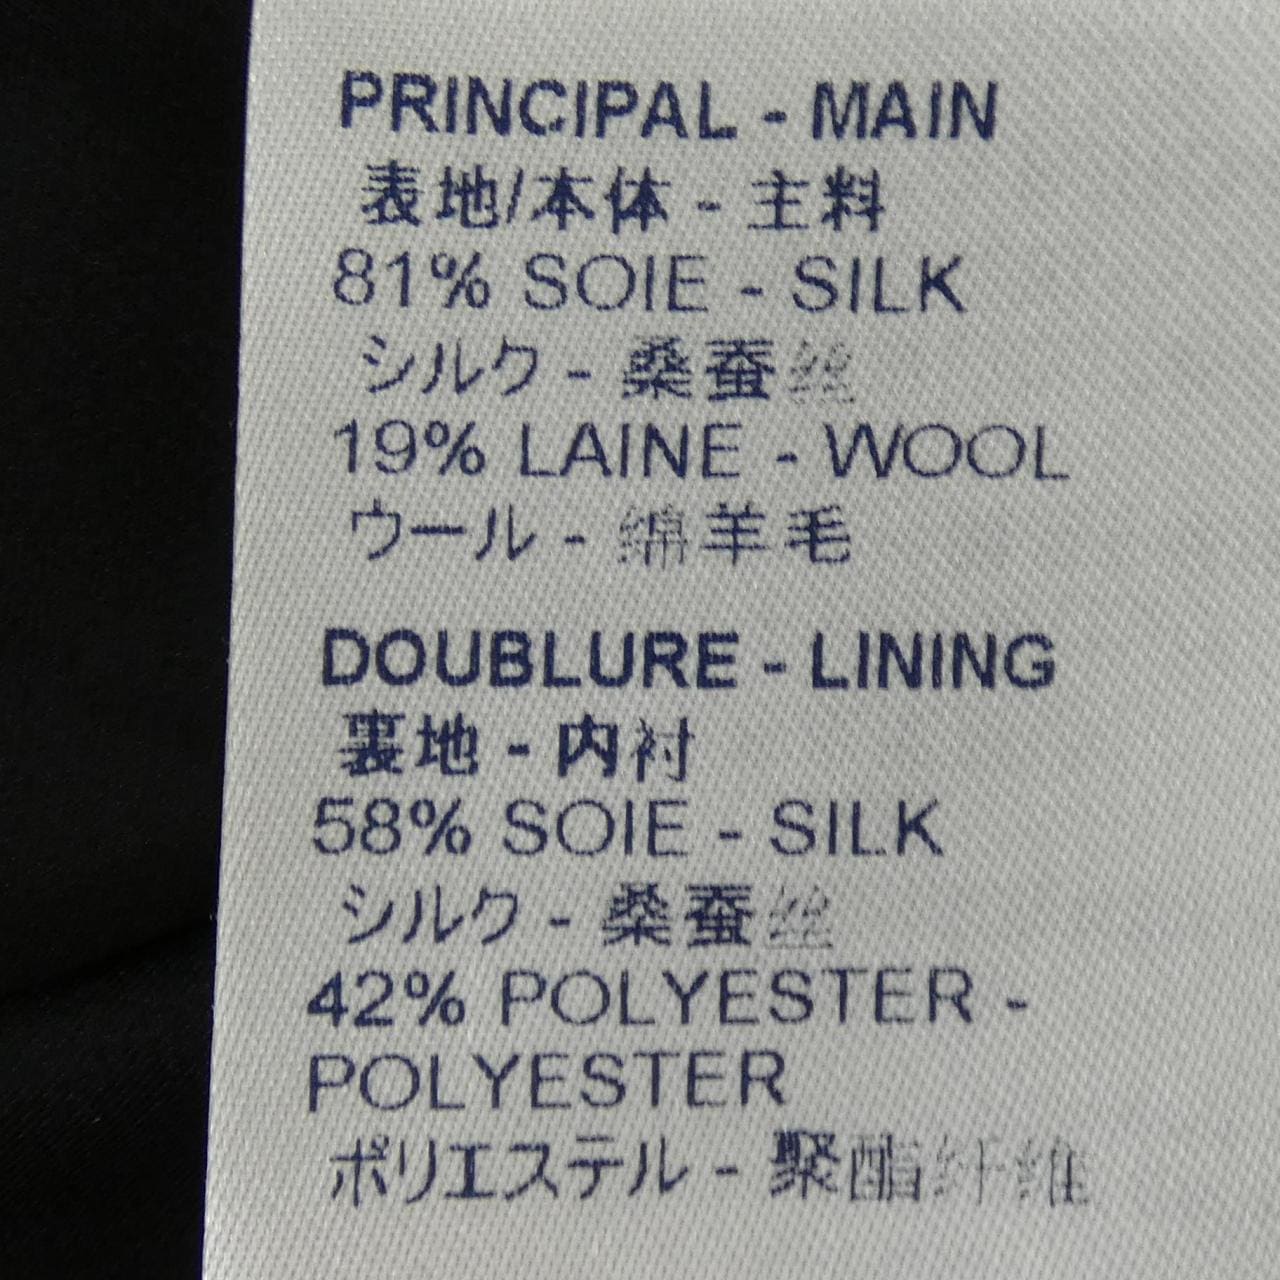 PRINCIPAL - MAIN
表地/本体 - 主料
81% SOIE - SILK
シルク - 桑蚕丝
19% LAINE - WOOL
ウール - 绵羊毛
DOUBLURE - LINING
裏地 - 内衬
58% SOIE - SILK
シルク - 桑蚕丝
42% POLYESTER -
POLYESTER
ポリエステル - 聚酯纤维